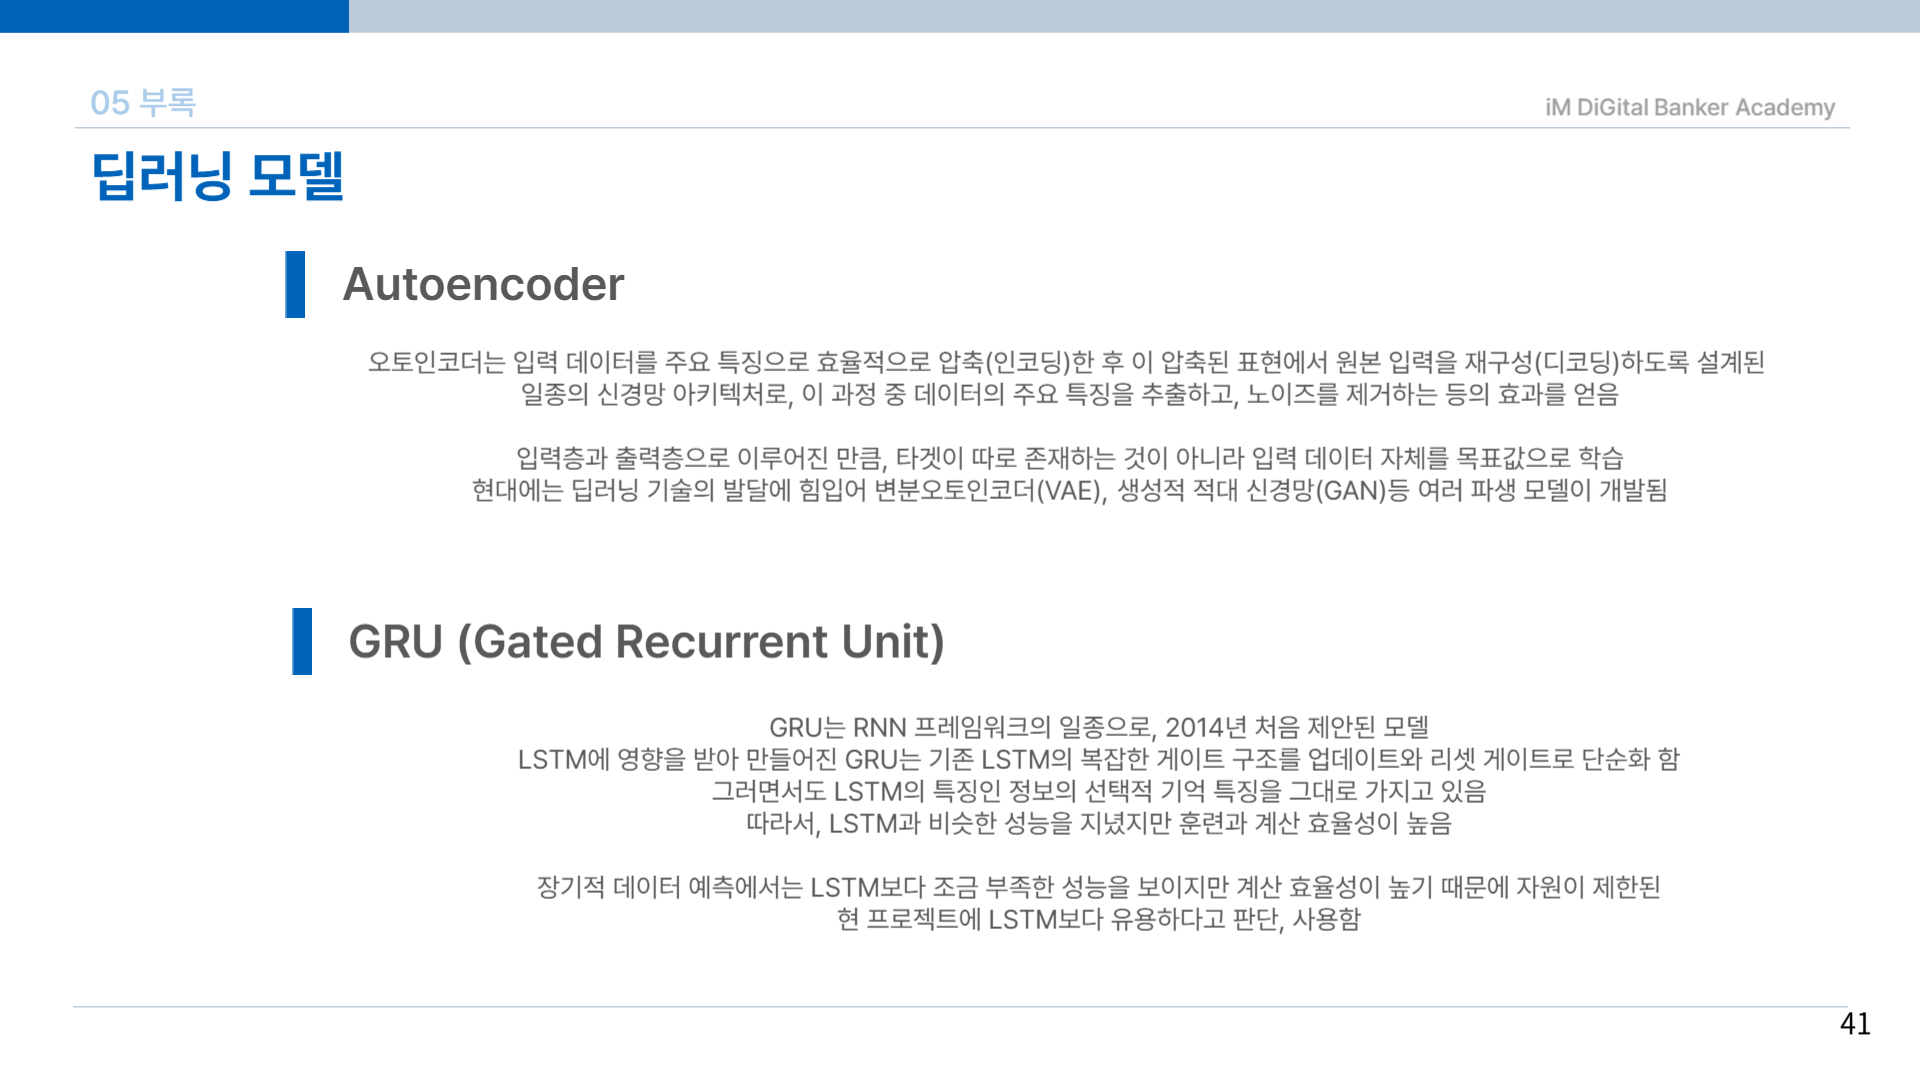 05 부록
iM DiGital Banker Academy
딥러닝 모델
Autoencoder
오토인코더는 입력 데이터를 주요 특징으로 효율적으로 압축(인코딩)한 후 이 압축된 표현에서 원본 입력을 재구성(디코딩)하도록 설계된
일종의 신경망 아키텍처로, 이 과정 중 데이터의 주요 특징을 추출하고, 노이즈를 제거하는 등의 효과를 얻음
입력층과 출력층으로 이루어진 만큼, 타겟이 따로 존재하는 것이 아니라 입력 데이터 자체를 목표값으로 학습
현대에는 딥러닝 기술의 발달에 힘입어 변분오토인코더(VAE), 생성적 적대 신경망(GAN)등 여러 파생 모델이 개발됨
GRU (Gated Recurrent Unit)
GRU는 RNN 프레임워크의 일종으로, 2014년 처음 제안된 모델
LSTM에 영향을 받아 만들어진 GRU는 기존 LSTM의 복잡한 게이트 구조를 업데이트와 리셋 게이트로 단순화 함
그러면서도 LSTM의 특징인 정보의 선택적 기억 특징을 그대로 가지고 있음
따라서, LSTM과 비슷한 성능을 지녔지만 훈련과 계산 효율성이 높음
장기적 데이터 예측에서는 LSTM보다 조금 부족한 성능을 보이지만 계산 효율성이 높기 때문에 자원이 제한된
현 프로젝트에 LSTM보다 유용하다고 판단, 사용함
41